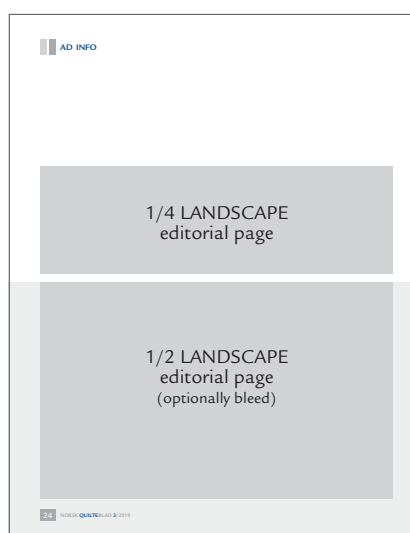 AD INFO
1/4 LANDSCAPE
editorial page
1/2 LANDSCAPE
editorial page
(optionally bleed)
24 NORSK QUILTEBLAD 3/2019